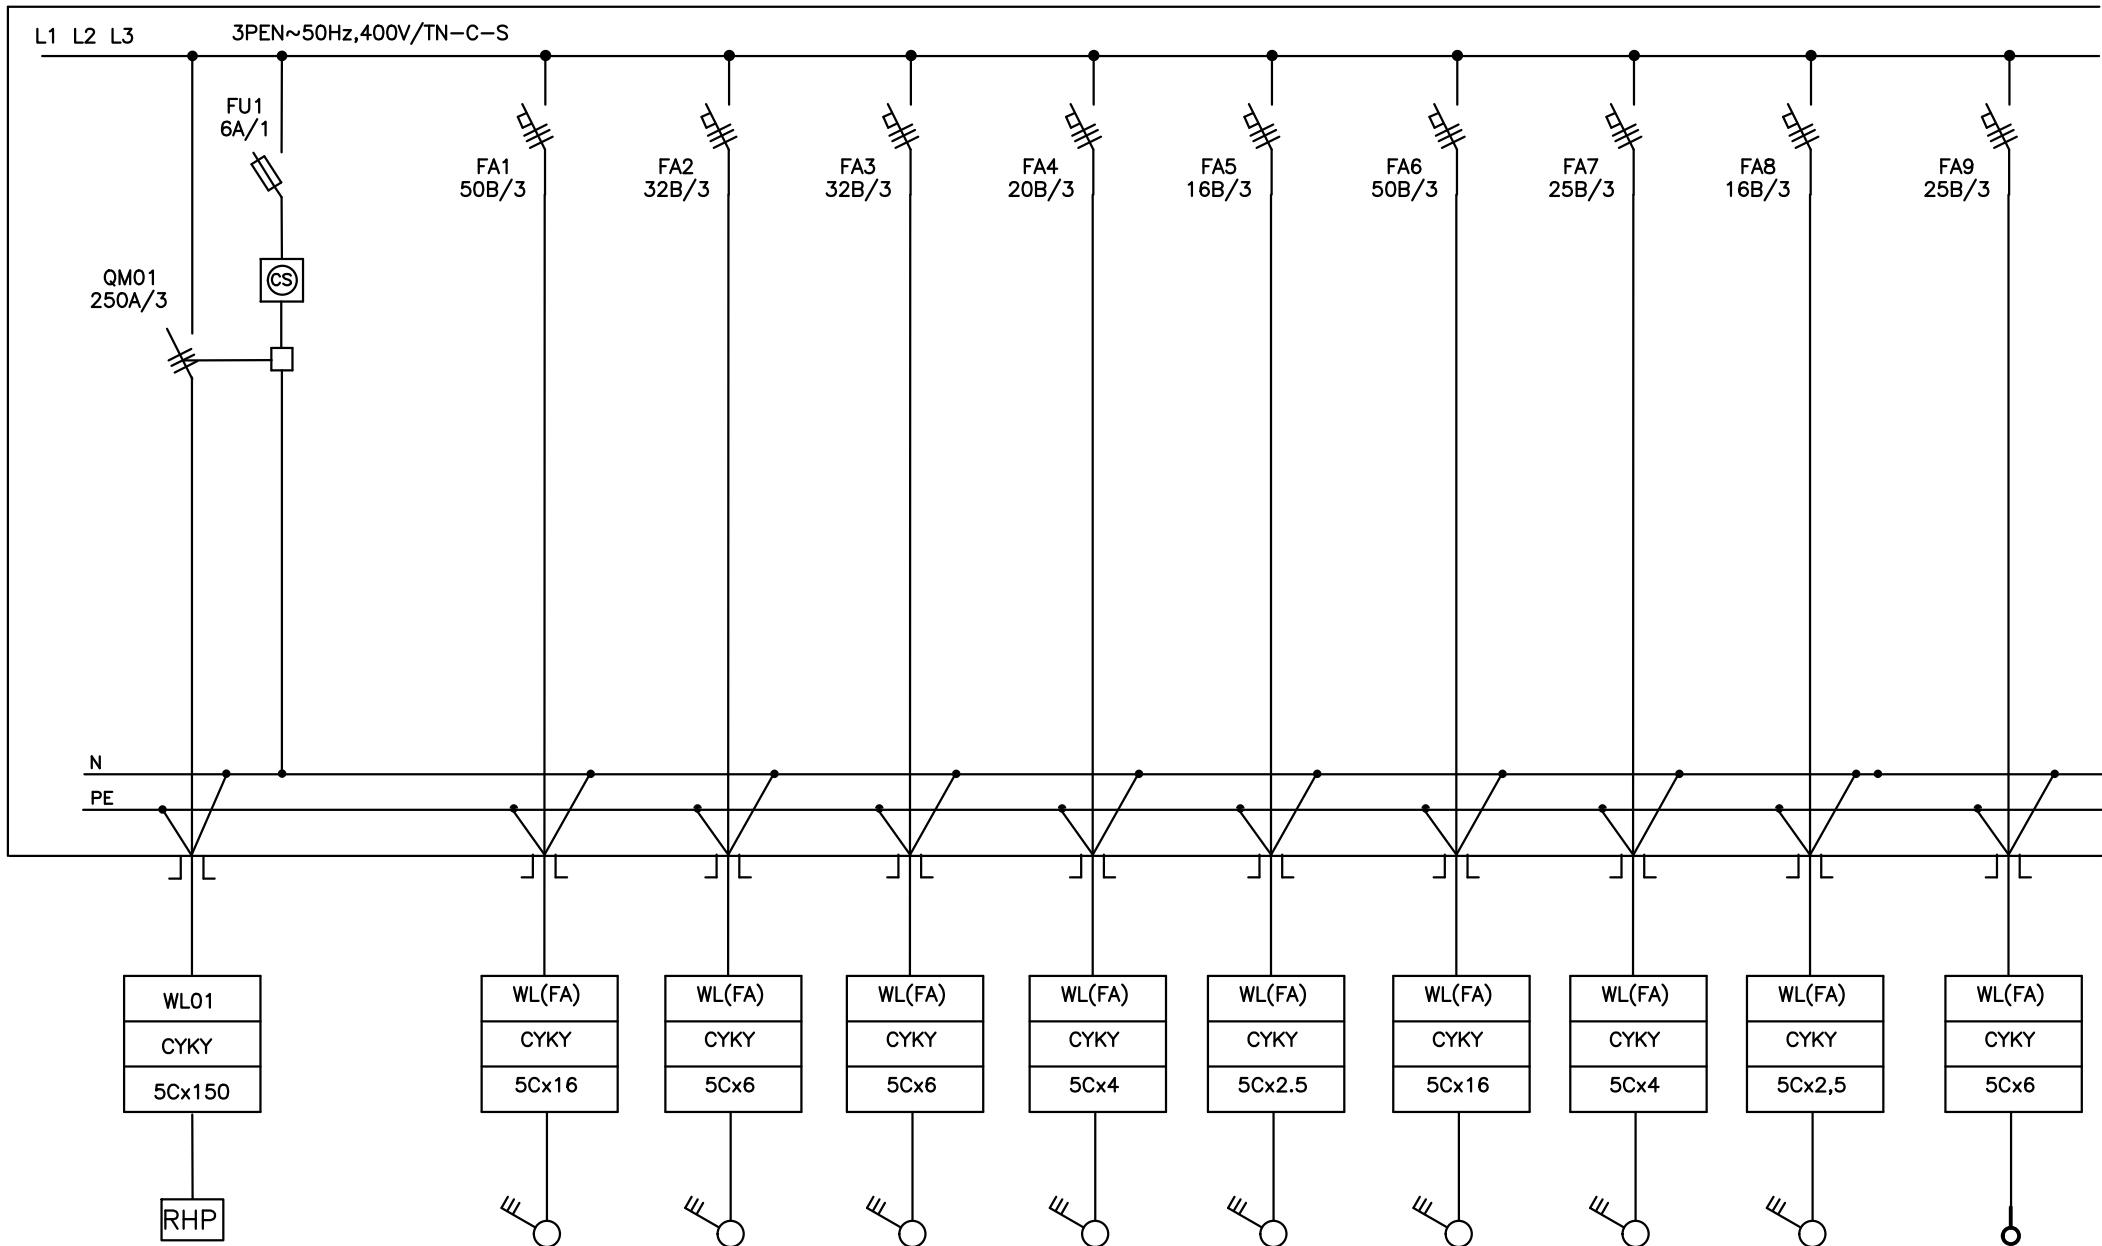 L1 L2 L3
3PEN~50Hz,400V/TN-C-S
FU1
6A/1
QM01
250A/3
CS
FA1
50B/3
FA2
32B/3
FA3
32B/3
FA4
20B/3
FA5
16B/3
FA6
50B/3
FA7
25B/3
FA8
16B/3
FA9
25B/3
N
PE
WL01
CYKY
5Cx150
RHP
WL(FA)
CYKY
5Cx16
WL(FA)
CYKY
5Cx6
WL(FA)
CYKY
5Cx6
WL(FA)
CYKY
5Cx4
WL(FA)
CYKY
5Cx2.5
WL(FA)
CYKY
5Cx16
WL(FA)
CYKY
5Cx4
WL(FA)
CYKY
5Cx2,5
WL(FA)
CYKY
5Cx6